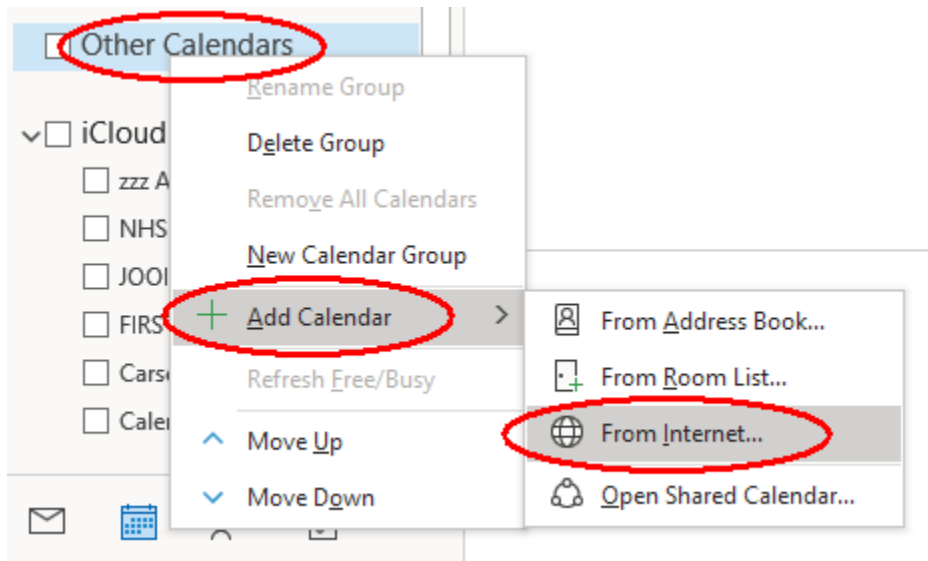 Other Calendars
Rename Group
iCloud
Delete Group
zzz A
Remove All Calendars
NHS
New Calendar Group
JOOI
Add Calendar
FIRS
From Address Book...
From Room List...
Refresh Free/Busy
Cars
From Internet...
Cale
Move Up
Move Down
Open Shared Calendar...